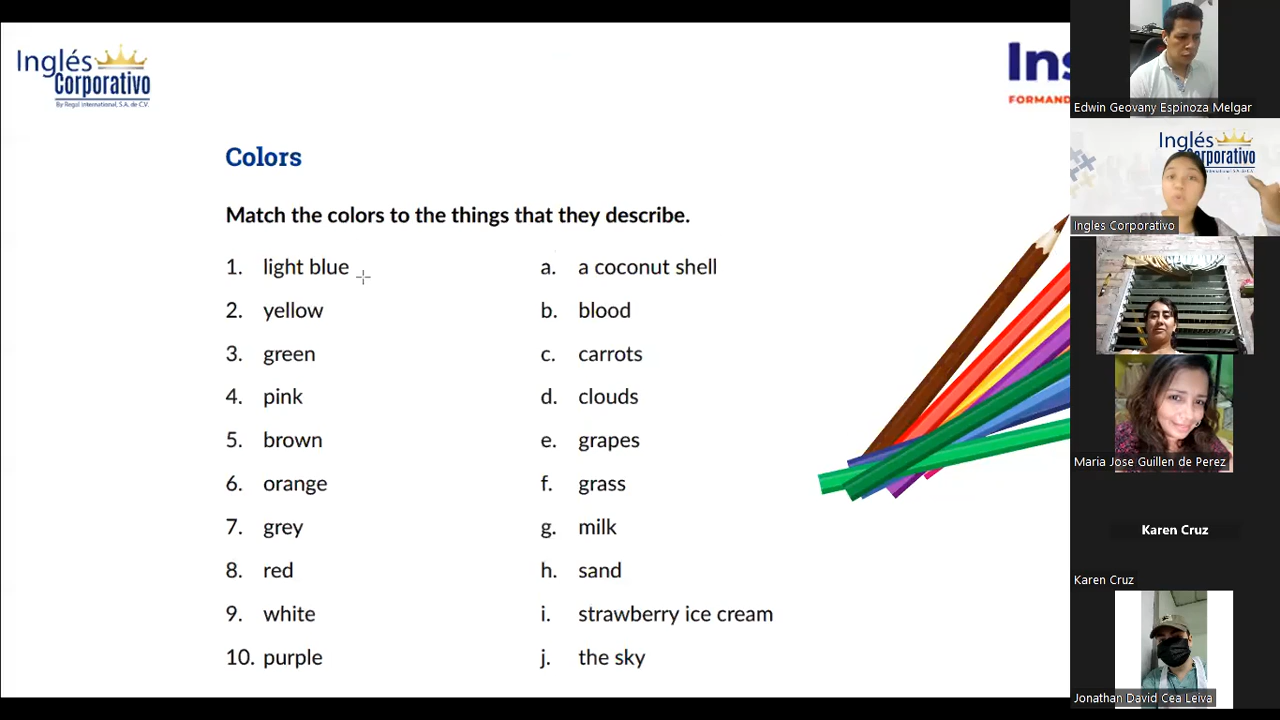 Inglés
Corporativo
By Regal International, S.A. de C.V.
Ins
FORMAND
Colors
Match the colors to the things that they describe.
1. light blue
2. yellow
3. green
4. pink
5. brown
6. orange
7. grey
8. red
9. white
10. purple
a. a coconut shell
b. blood
c. carrots
d. clouds
e. grapes
f. grass
g. milk
h. sand
i. strawberry ice cream
j. the sky
Edwin Geovany Espinoza Melgar
Inglés
Corporativo
Ingles Corporativo
Maria Jose Guillen de Perez
Karen Cruz
Karen Cruz
Jonathan David Cea Leiva